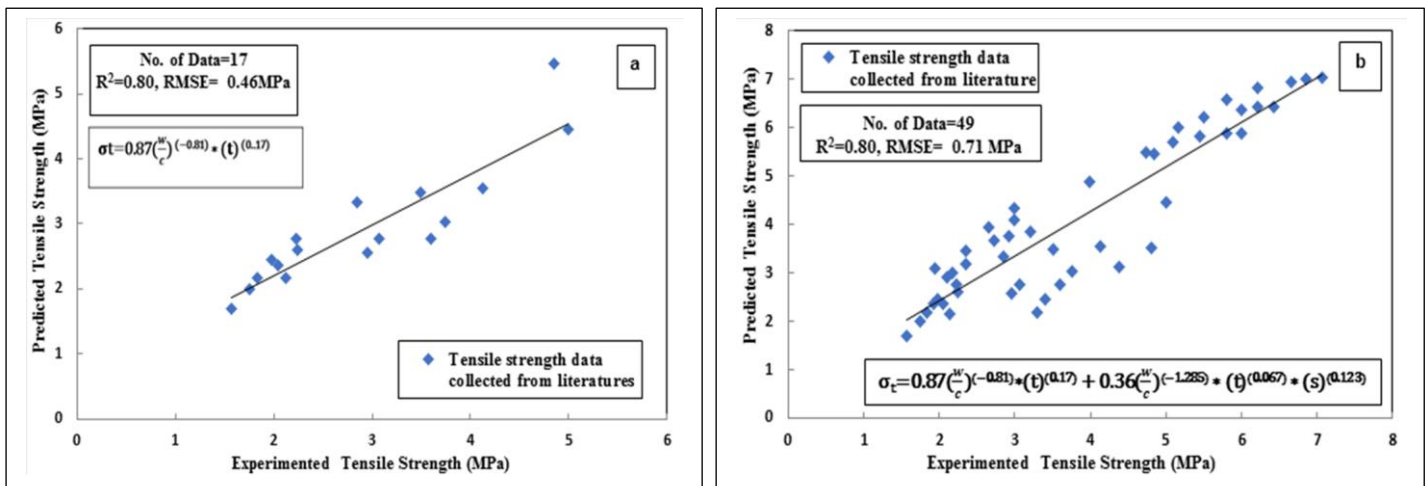 No. of Data=17
R²=0.80, RMSE= 0.46MPa
a
σt=0.87(w/c)^(-0.81)*(t)^(0.17)
Tensile strength data
collected from literatures
Predicted Tensile Strength (MPa)
6
5
4
3
2
1
0
0 1 2 3 4 5 6
Experimented Tensile Strength (MPa)
Tensile strength data
collected from literature
b
No. of Data=49
R²=0.80, RMSE= 0.71 MPa
σt=0.87(w/c)^(-0.81)*(t)^(0.17) + 0.36(w/c)^(-1.285) * (t)^(0.067) * (s)^(0.123)
Predicted Tensile Strength (MPa)
8
7
6
5
4
3
2
1
0
0 1 2 3 4 5 6 7 8
Experimented Tensile Strength (MPa)